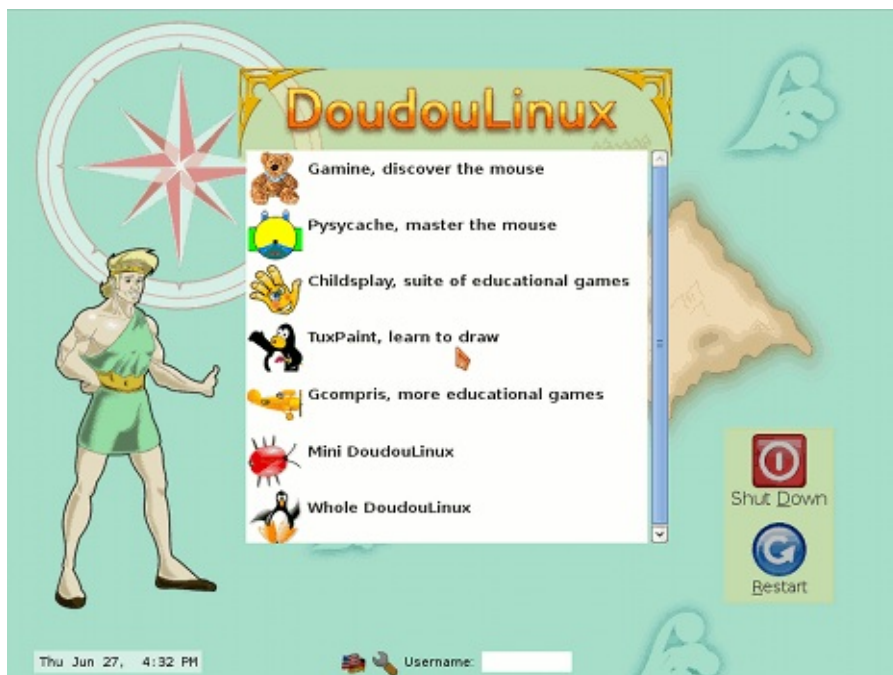 DoudouLinux
Gamine, discover the mouse
Pysycache, master the mouse
Childsplay, suite of educational games
TuxPaint, learn to draw
Gcompris, more educational games
Mini DoudouLinux
Whole DoudouLinux
Shut Down
Restart
Thu Jun 27, 4:32 PM
Username: